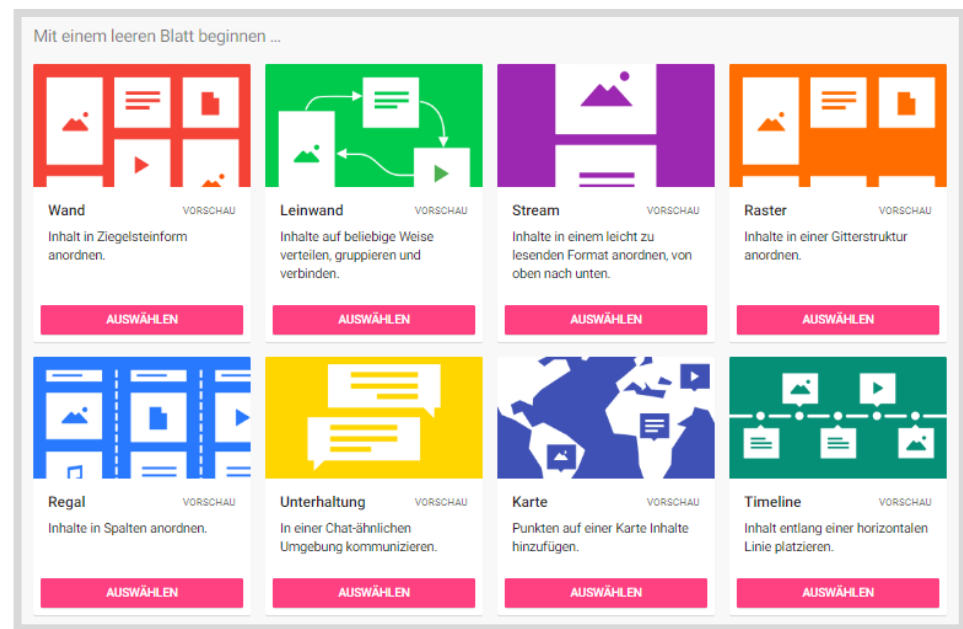 Mit einem leeren Blatt beginnen ...
Wand VORSCHAU
Inhalt in Ziegelsteinform
anordnen.
AUSWÄHLEN
Leinwand VORSCHAU
Inhalte auf beliebige Weise
verteilen, gruppieren und
verbinden.
AUSWÄHLEN
Stream VORSCHAU
Inhalte in einem leicht zu
lesenden Format anordnen, von
oben nach unten.
AUSWÄHLEN
Raster VORSCHAU
Inhalte in einer Gitterstruktur
anordnen.
AUSWÄHLEN
Regal VORSCHAU
Inhalte in Spalten anordnen.
AUSWÄHLEN
Unterhaltung VORSCHAU
In einer Chat-ähnlichen
Umgebung kommunizieren.
AUSWÄHLEN
Karte VORSCHAU
Punkten auf einer Karte Inhalte
hinzufügen.
AUSWÄHLEN
Timeline VORSCHAU
Inhalt entlang einer horizontalen
Linie platzieren.
AUSWÄHLEN